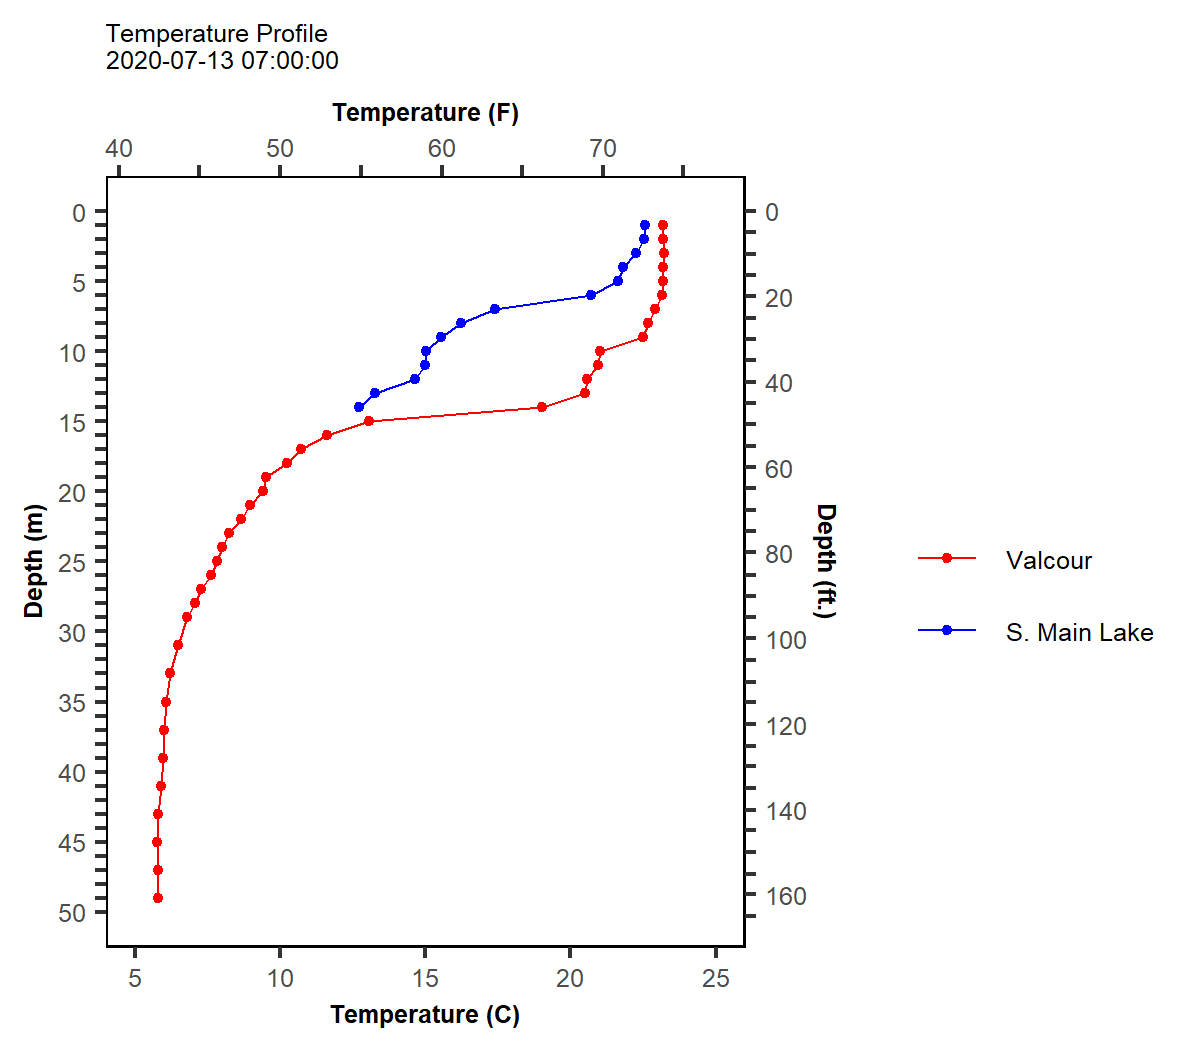 Temperature Profile
2020-07-13 07:00:00
Temperature (F)
40 50 60 70
0
5
10
15
20
25
30
35
40
45
50
Depth (m)
0
20
40
60
80
100
120
140
160
Depth (ft.)
5 10 15 20 25
Temperature (C)
Valcour
S. Main Lake